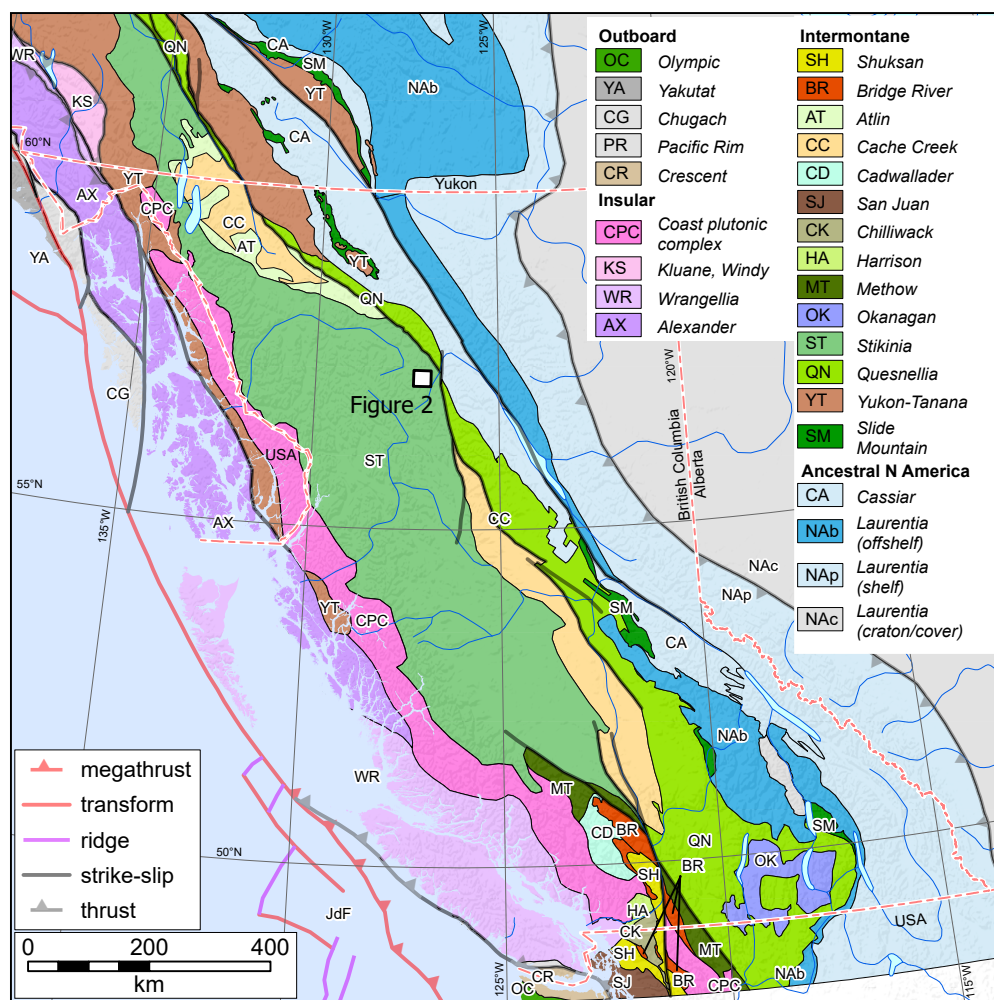 Outboard
OC Olympic
YA Yakutat
CG Chugach
PR Pacific Rim
CR Crescent
Insular
CPC Coast plutonic
complex
KS Kluane, Windy
WR Wrangellia
AX Alexander
Intermontane
SH Shuksan
BR Bridge River
AT Atlin
CC Cache Creek
CD Cadwallader
SJ San Juan
CK Chilliwack
HA Harrison
MT Methow
OK Okanagan
ST Stikinia
QN Quesnellia
YT Yukon-Tanana
SM Slide
Mountain
Ancestral N America
CA Cassiar
NAb Laurentia
(offshelf)
NAp Laurentia
(shelf)
NAc Laurentia
(craton/cover)
135°W
130°W
125°W
WR
QN
CA
SM
YT
NAb
KS
CA
60°N
YT
Yukon
AX
CPC
CC
AT
YA
YT
QN
120°W
CG
Figure 2
British Columbia
Alberta
USA
ST
55°N
135°W
AX
CC
NAc
NAp
YT
CPC
SM
CA
NAb
WR
MT
CD
BR
QN
SM
OK
50°N
BR
SH
HA
USA
CK
SH
MT
125°W
CR
OC
SJ
BR
CPC
NAb
115°W
JdF
megathrust
transform
ridge
strike-slip
thrust
0 200 400
km